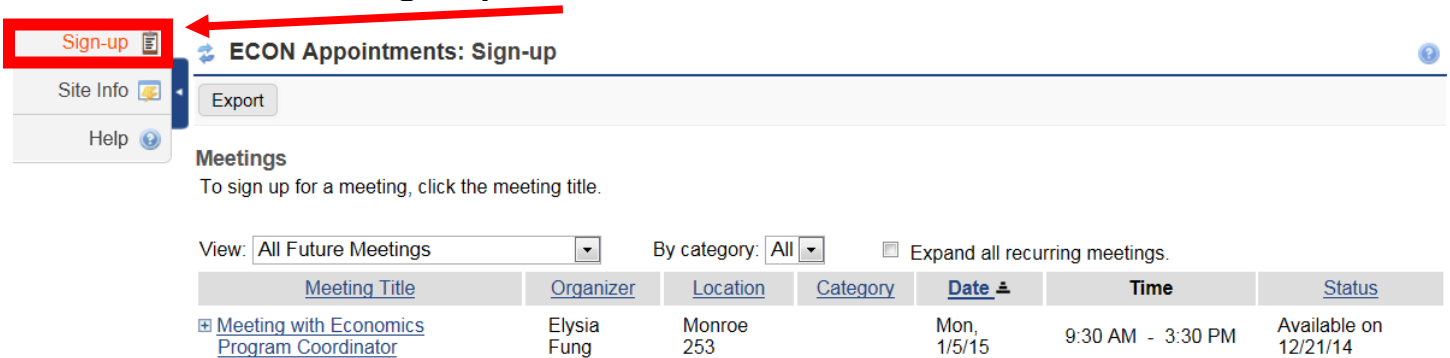 Sign-up
ECON Appointments: Sign-up
Site Info
Export
Help
Meetings
To sign up for a meeting, click the meeting title.
View: All Future Meetings By category: All Expand all recurring meetings.
Meeting Title Organizer Location Category Date Time Status
Meeting with Economics Elysia Monroe Mon, 9:30 AM - 3:30 PM Available on
Program Coordinator Fung 253 1/5/15 12/21/14